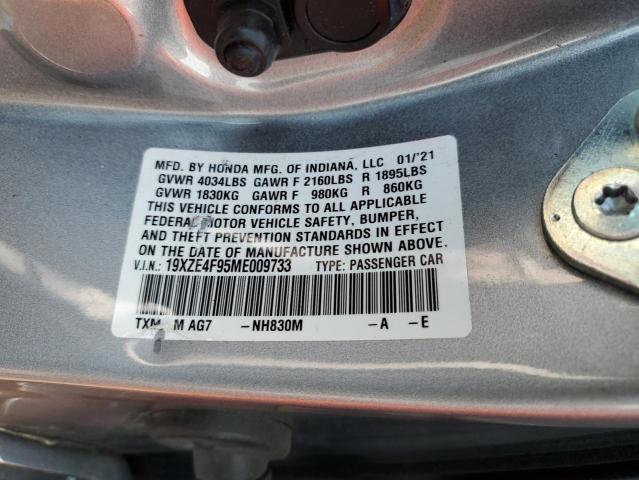 MFD. BY HONDA MFG. OF INDIANA, LLC 01/'21
GVWR 4034LBS GAWR F 2160LBS R 1895LBS
GVWR 1830KG GAWR F 980KG R 860KG
THIS VEHICLE CONFORMS TO ALL APPLICABLE
FEDERAL MOTOR VEHICLE SAFETY, BUMPER,
AND THEFT PREVENTION STANDARDS IN EFFECT
ON THE DATE OF MANUFACTURE SHOWN ABOVE.
V.I.N.: 19XZE4F95ME009733 TYPE: PASSENGER CAR
TXM M AG7 -NH830M -A -E